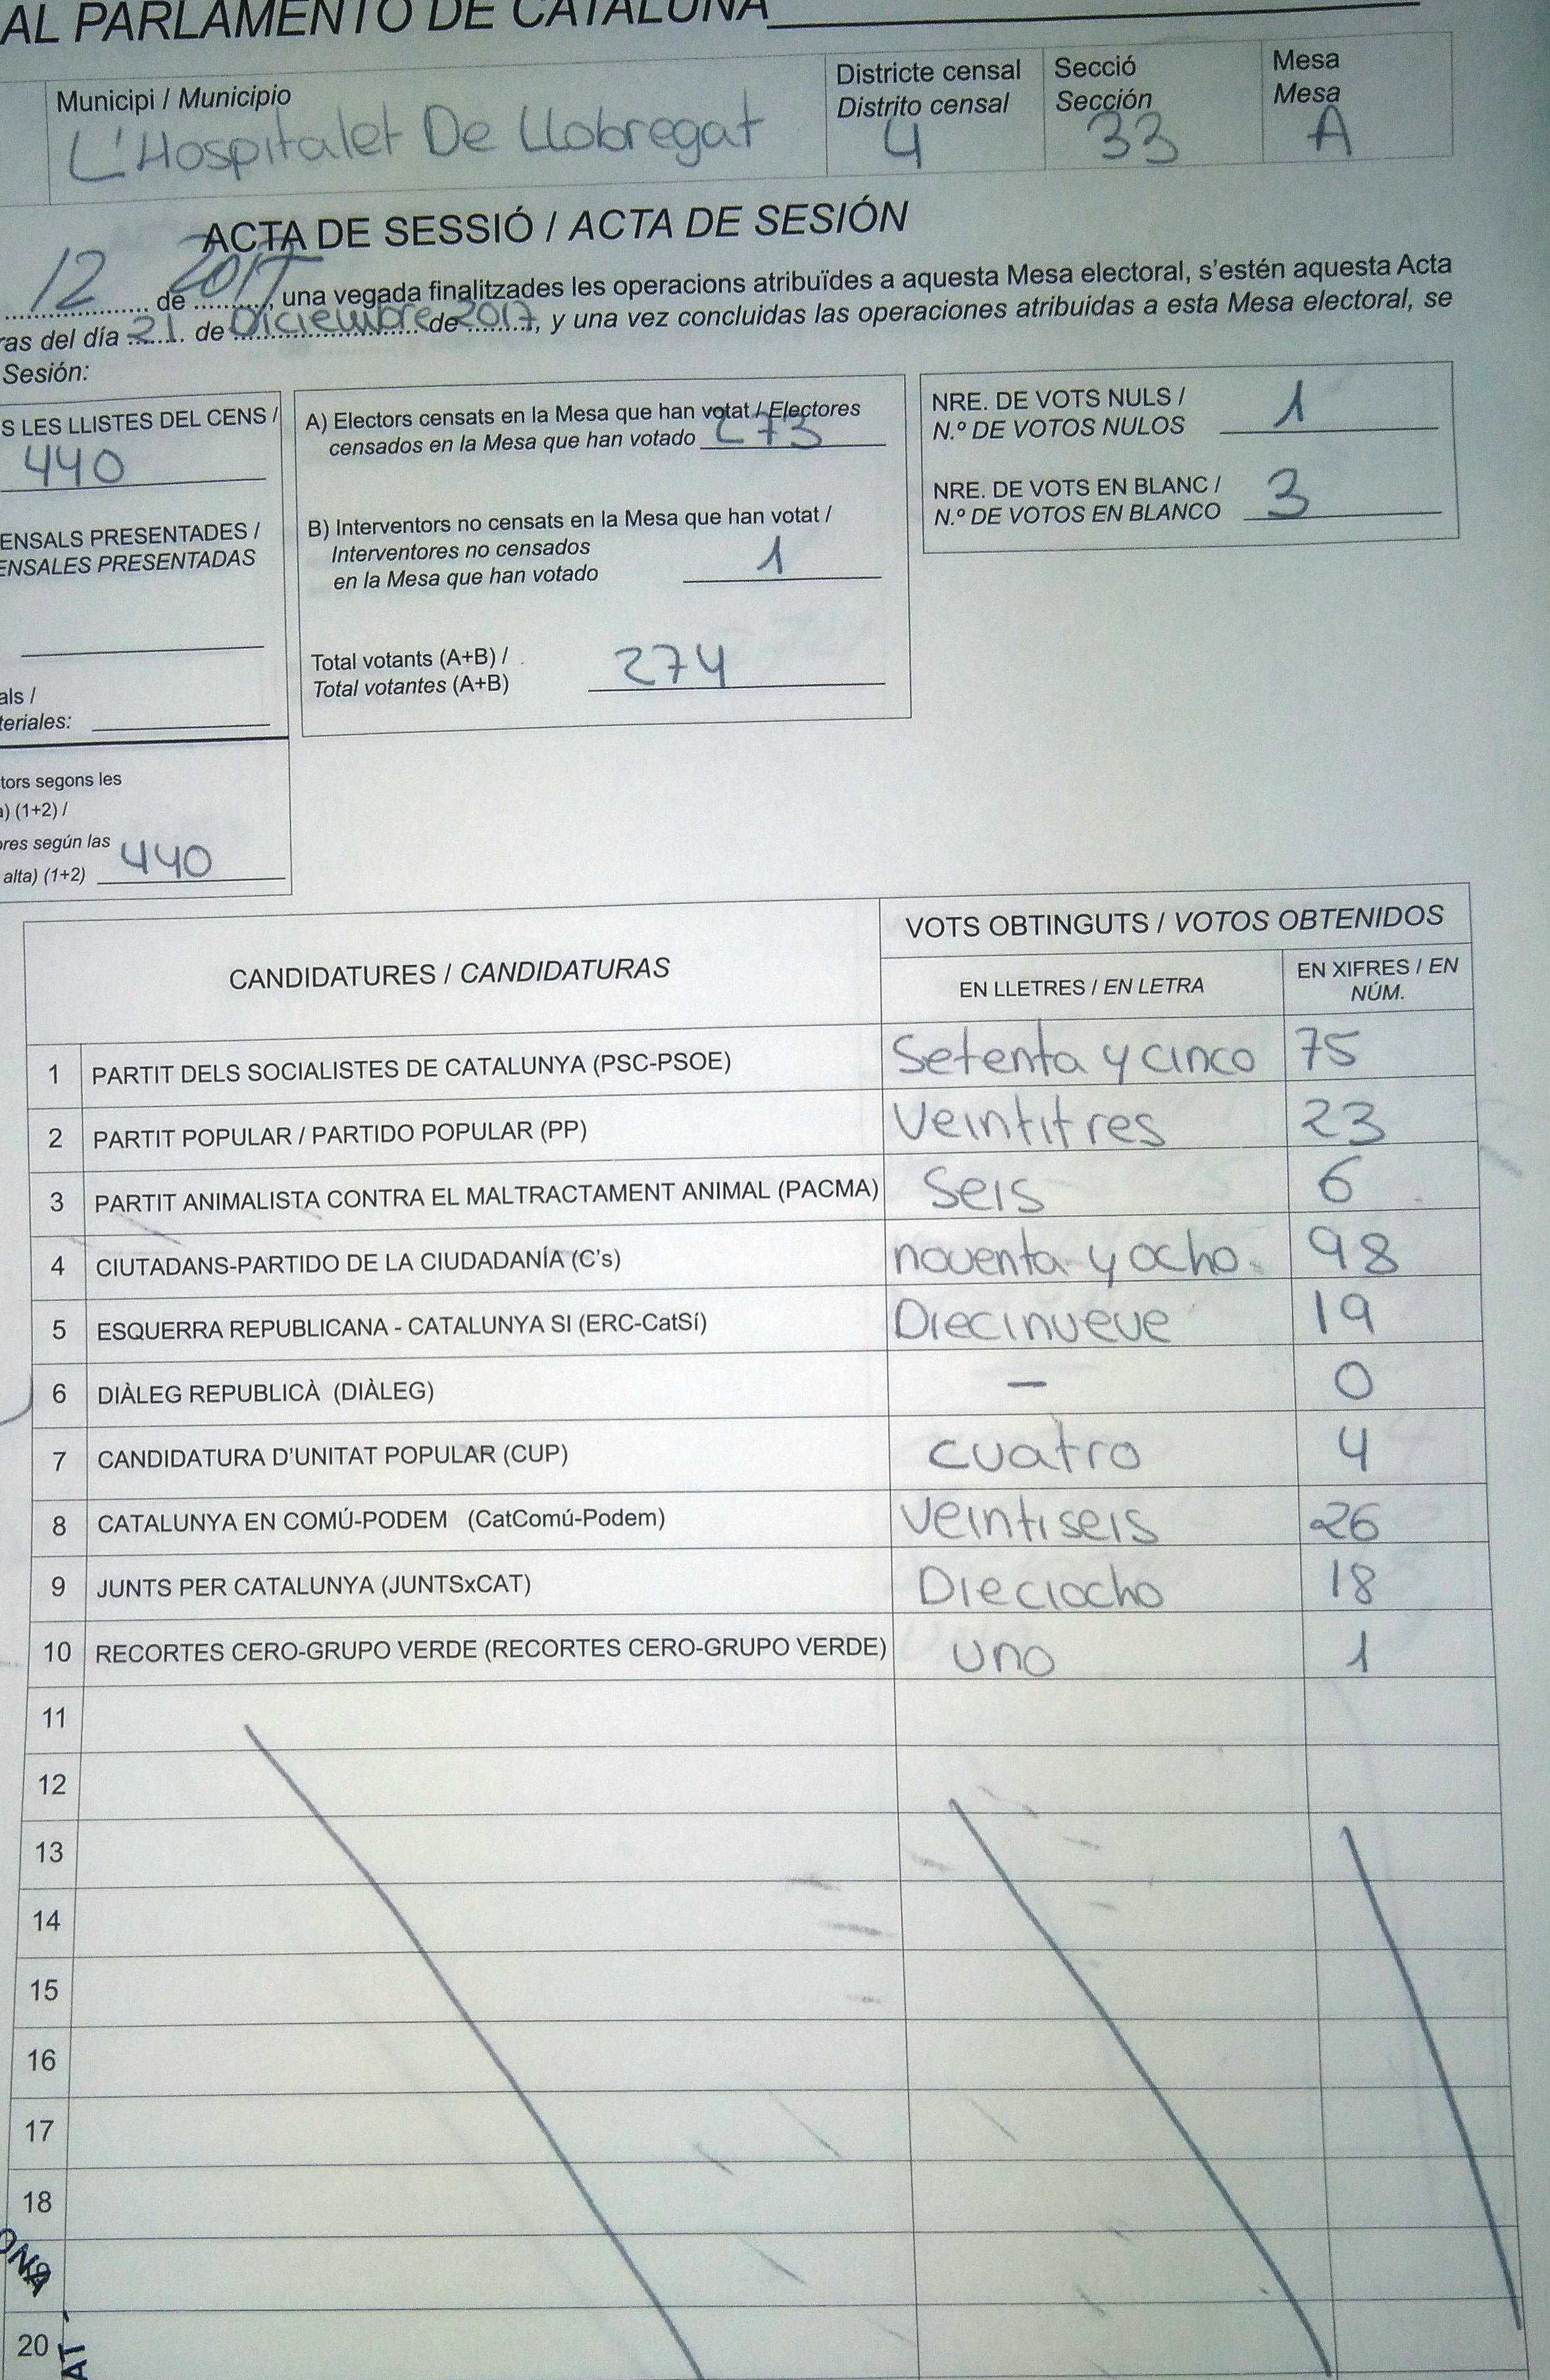 AL PARLAMENTO DE CATALUÑA
Municipi / Municipio
L'Hospitalet De Llobregat
Districte censal
Distrito censal
4
Secció
Sección
33
Mesa
Mesa
A
ACTA DE SESSIÓ / ACTA DE SESIÓN
12 de 2017, una vegada finalitzades les operacions atribuïdes a aquesta Mesa electoral, s'estén aquesta Acta
ras del día 21 de Diciembre de 2017, y una vez concluidas las operaciones atribuidas a esta Mesa electoral, se
Sesión:
S LES LLISTES DEL CENS /
440
ENSALS PRESENTADES /
ENSALES PRESENTADAS
als /
teriales:
tors segons les
a) (1+2) /
ores según las
alta) (1+2) 440
A) Electors censats en la Mesa que han votat / Electores
censados en la Mesa que han votado 273
B) Interventors no censats en la Mesa que han votat /
Interventores no censados
en la Mesa que han votado 1
Total votants (A+B) /
Total votantes (A+B) 274
NRE. DE VOTS NULS /
N.º DE VOTOS NULOS 1
NRE. DE VOTS EN BLANC /
N.º DE VOTOS EN BLANCO 3
CANDIDATURES / CANDIDATURAS
VOTS OBTINGUTS / VOTOS OBTENIDOS
EN LLETRES / EN LETRA
EN XIFRES / EN
NÚM.
1 PARTIT DELS SOCIALISTES DE CATALUNYA (PSC-PSOE) Setenta y cinco 75
2 PARTIT POPULAR / PARTIDO POPULAR (PP) Veintitres 23
3 PARTIT ANIMALISTA CONTRA EL MALTRACTAMENT ANIMAL (PACMA) Seis 6
4 CIUTADANS-PARTIDO DE LA CIUDADANÍA (C's) noventa y ocho 98
5 ESQUERRA REPUBLICANA - CATALUNYA SI (ERC-CatSí) Diecinueve 19
6 DIÀLEG REPUBLICÀ (DIÀLEG) — 0
7 CANDIDATURA D'UNITAT POPULAR (CUP) cuatro 4
8 CATALUNYA EN COMÚ-PODEM (CatComú-Podem) Veintiseis 26
9 JUNTS PER CATALUNYA (JUNTSxCAT) Dieciocho 18
10 RECORTES CERO-GRUPO VERDE (RECORTES CERO-GRUPO VERDE) uno 1
11
12
13
14
15
16
17
18
20